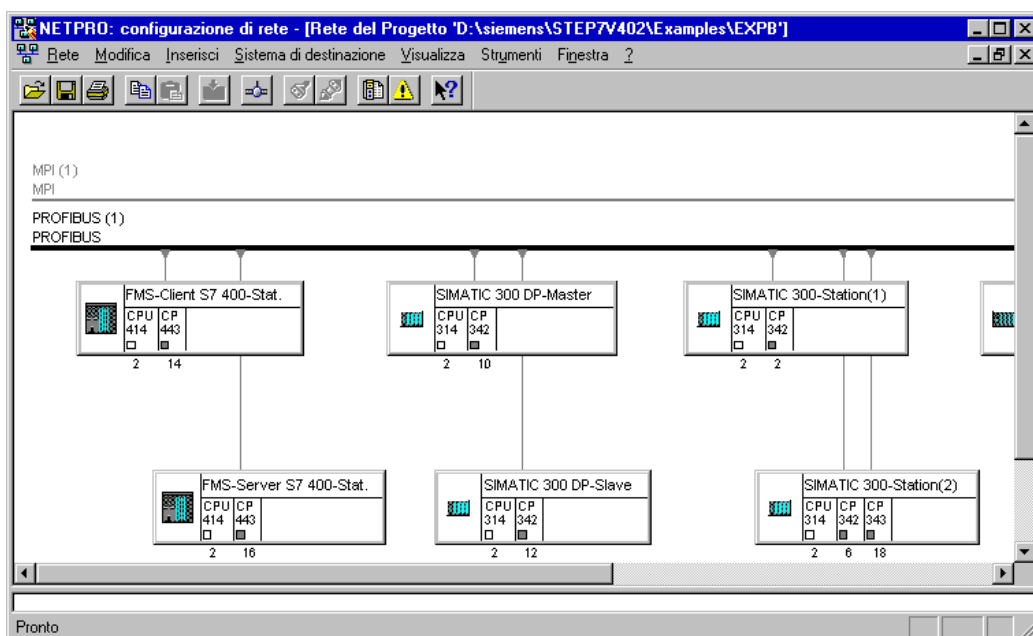 NETPRO: configurazione di rete - [Rete del Progetto 'D:\siemens\STEP7V402\Examples\EXPB']
Rete Modifica Inserisci Sistema di destinazione Visualizza Strumenti Finestra ?
MPI (1)
MPI
PROFIBUS (1)
PROFIBUS
FMS-Client S7 400-Stat.
CPU CP
414 443
2 14
SIMATIC 300 DP-Master
CPU CP
314 342
2 10
SIMATIC 300-Station(1)
CPU CP
314 342
2 2
FMS-Server S7 400-Stat.
CPU CP
414 443
2 16
SIMATIC 300 DP-Slave
CPU CP
314 342
2 12
SIMATIC 300-Station(2)
CPU CP CP
314 342 343
2 6 18
Pronto